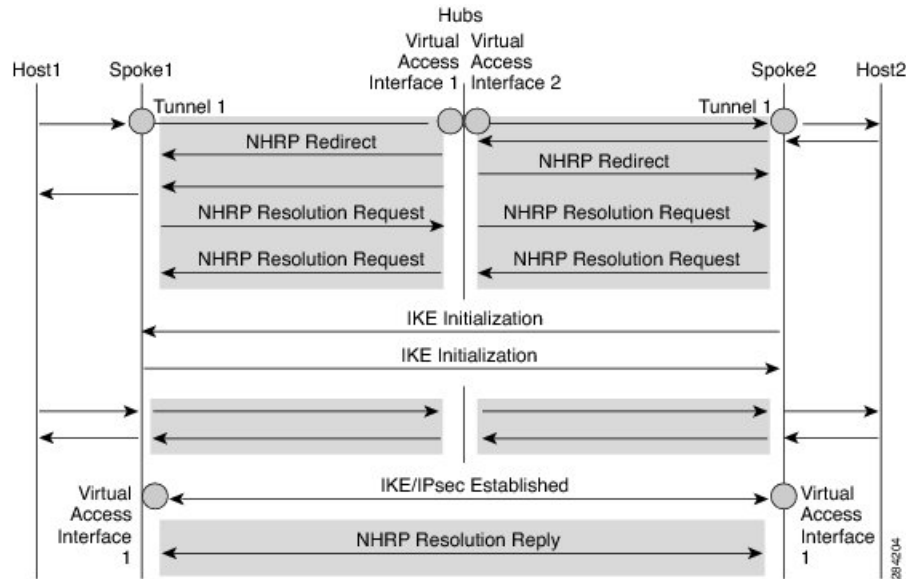 Hubs
Virtual Access Interface 1
Virtual Access Interface 2
Host1
Spoke1
Spoke2
Host2
Tunnel 1
Tunnel 1
NHRP Redirect
NHRP Redirect
NHRP Resolution Request
NHRP Resolution Request
NHRP Resolution Request
NHRP Resolution Request
IKE Initialization
IKE Initialization
IKE/IPsec Established
Virtual
Access
Interface
1
Virtual
Access
Interface
1
NHRP Resolution Reply
284204